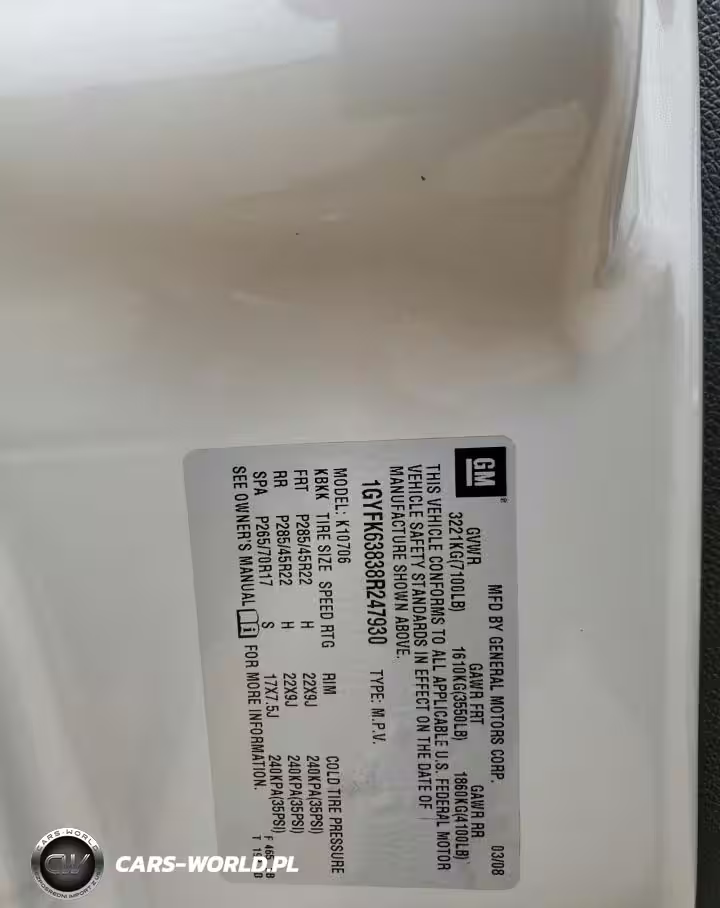 GM
MFD BY GENERAL MOTORS CORP. 03/08
GVWR GAWR FRT GAWR RR
3221KG(7100LB) 1610KG(3550LB) 1860KG(4100LB)
THIS VEHICLE CONFORMS TO ALL APPLICABLE U.S. FEDERAL MOTOR
VEHICLE SAFETY STANDARDS IN EFFECT ON THE DATE OF
MANUFACTURE SHOWN ABOVE.
1GYFK63838R247930 TYPE: M.P.V.
MODEL: K10706
KBKK TIRE SIZE SPEED RTG RIM COLD TIRE PRESSURE
FRT P285/45R22 H 22X9J 240KPA(35PSI)
RR P285/45R22 H 22X9J 240KPA(35PSI)
SPA P265/70R17 S 17X7.5J 240KPA(35PSI)
SEE OWNER'S MANUAL FOR MORE INFORMATION.
CARS-WORLD
CW
CARS-WORLD.PL